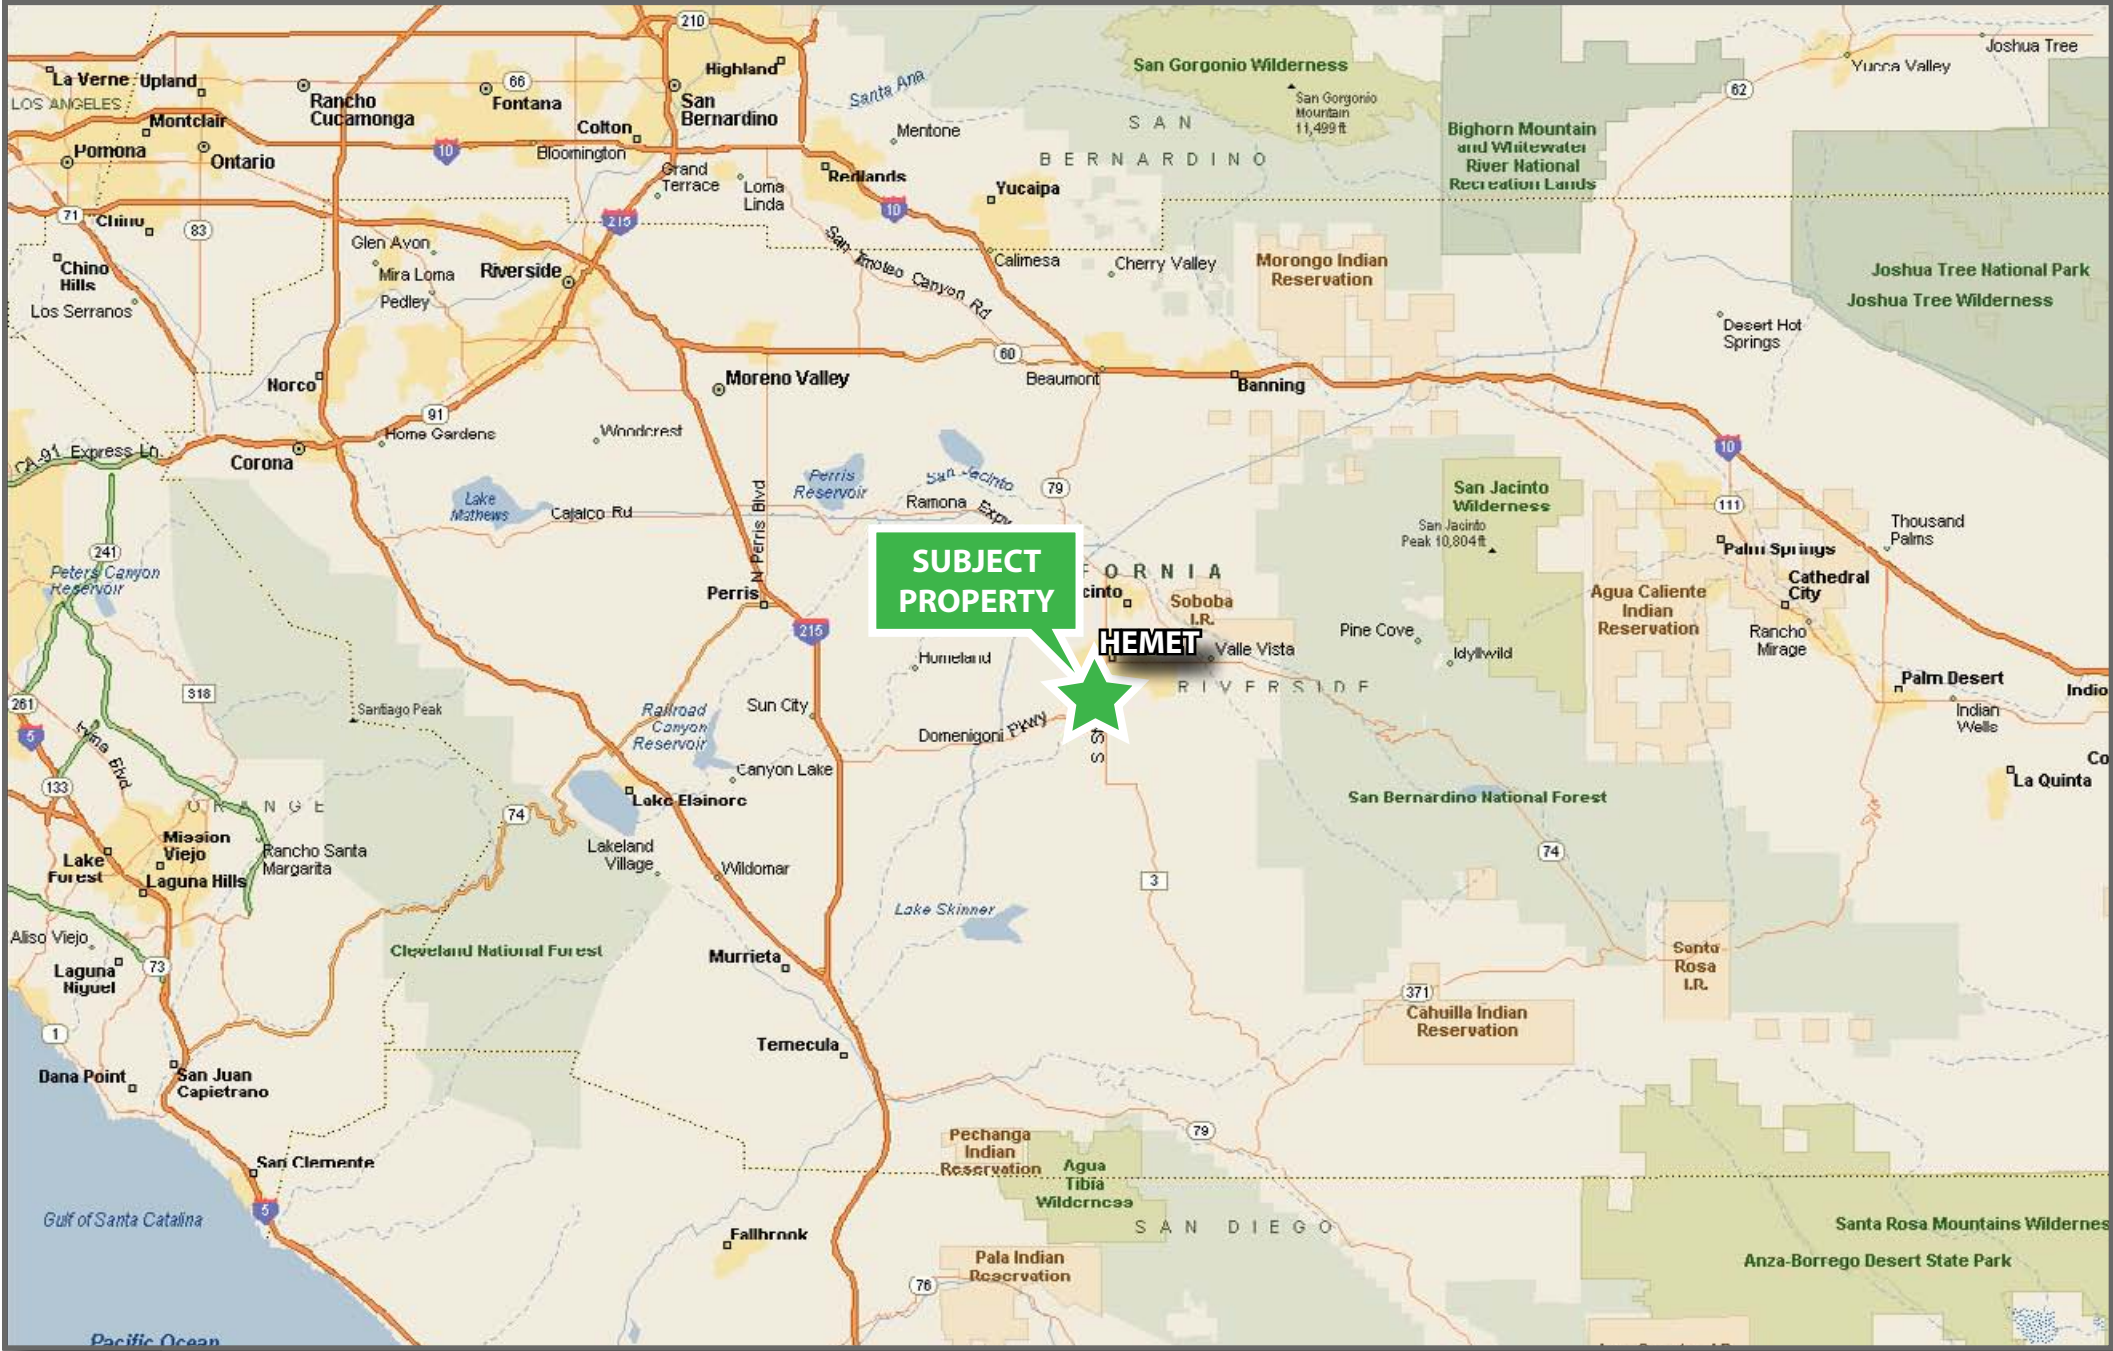 210
Joshua Tree
Yucca Valley
San Gorgonio Wilderness
Highland
La Verne
Upland
66
62
LOS ANGELES
Rancho
Cucamonga
Fontana
San
Bernardino
Santa Ana
San Gorgonio
Mountain
11,499 ft
Montclair
Colton
Mentone
SAN
BERNARDINO
Bighorn Mountain
and Whitewater
River National
Recreation Lands
Pomona
Ontario
10
Bloomington
Grand
Terrace
Loma
Linda
Redlands
Yucaipa
10
71
Chino
83
215
Glen Avon
Mira Loma
Pedley
Riverside
San Timoteo Canyon Rd
Calimesa
Cherry Valley
Morongo Indian
Reservation
Joshua Tree National Park
Joshua Tree Wilderness
Chino
Hills
Los Serranos
Desert Hot
Springs
60
Norco
Moreno Valley
Beaumont
Banning
91
Home Gardens
Woodcrest
CA-91 Express Ln
Corona
10
Lake
Mathews
Cajalco Rd
N Perris Blvd
Perris
Reservoir
San Jacinto
Ramona Expy
79
San Jacinto
Wilderness
San Jacinto
Peak 10,804 ft
111
Thousand
Palms
241
Peters Canyon
Reservoir
SUBJECT
PROPERTY
FORNIA
cinto
Soboba
I.R.
Palm Springs
Cathedral
City
Agua Caliente
Indian
Reservation
Perris
215
HEMET
Valle Vista
Pine Cove
Idyllwild
Rancho
Mirage
Homeland
RIVERSIDE
Palm Desert
Indio
Indian
Wells
318
261
5
Santiago Peak
Railroad
Canyon
Reservoir
Sun City
Domenigoni Pkwy
S St
Irvine Blvd
Canyon Lake
Co
La Quinta
133
ORANGE
74
Lake Elsinore
San Bernardino National Forest
Mission
Viejo
Lake
Forest
Laguna Hills
Rancho Santa
Margarita
Lakeland
Village
Wildomar
74
3
Lake Skinner
Aliso Viejo
Laguna
Niguel
73
Cleveland National Forest
Murrieta
Santa
Rosa
I.R.
371
Cahuilla Indian
Reservation
1
Temecula
Dana Point
San Juan
Capistrano
79
Pechanga
Indian
Reservation
Agua
Tibia
Wilderness
San Clemente
5
Gulf of Santa Catalina
Fallbrook
SAN DIEGO
Santa Rosa Mountains Wildernes
Anza-Borrego Desert State Park
Pala Indian
Reservation
76
Pacific Ocean